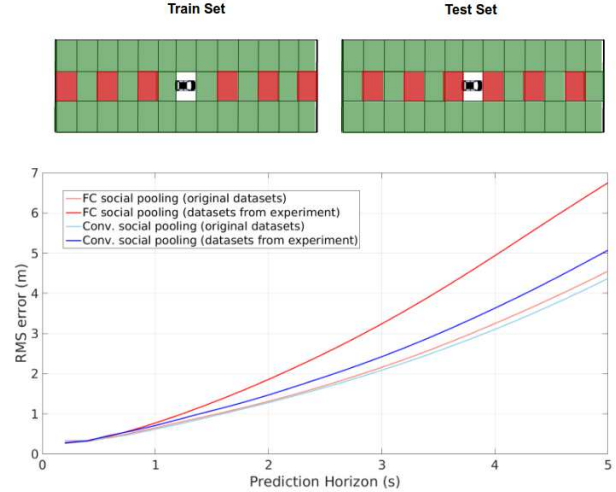 Train Set
Test Set
FC social pooling (original datasets)
FC social pooling (datasets from experiment)
Conv. social pooling (original datasets)
Conv. social pooling (datasets from experiment)
RMS error (m)
7
6
5
4
3
2
1
0
0 1 2 3 4 5
Prediction Horizon (s)